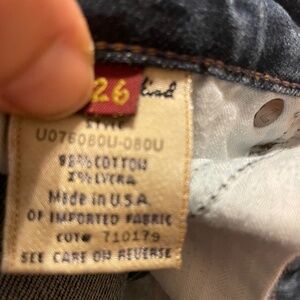 26
STYLE
U076080U-080U
98%COTTON
2%LYCRA
Made in U.S.A.
OF IMPORTED FABRIC
CUT# 710179
SEE CARE ON REVERSE